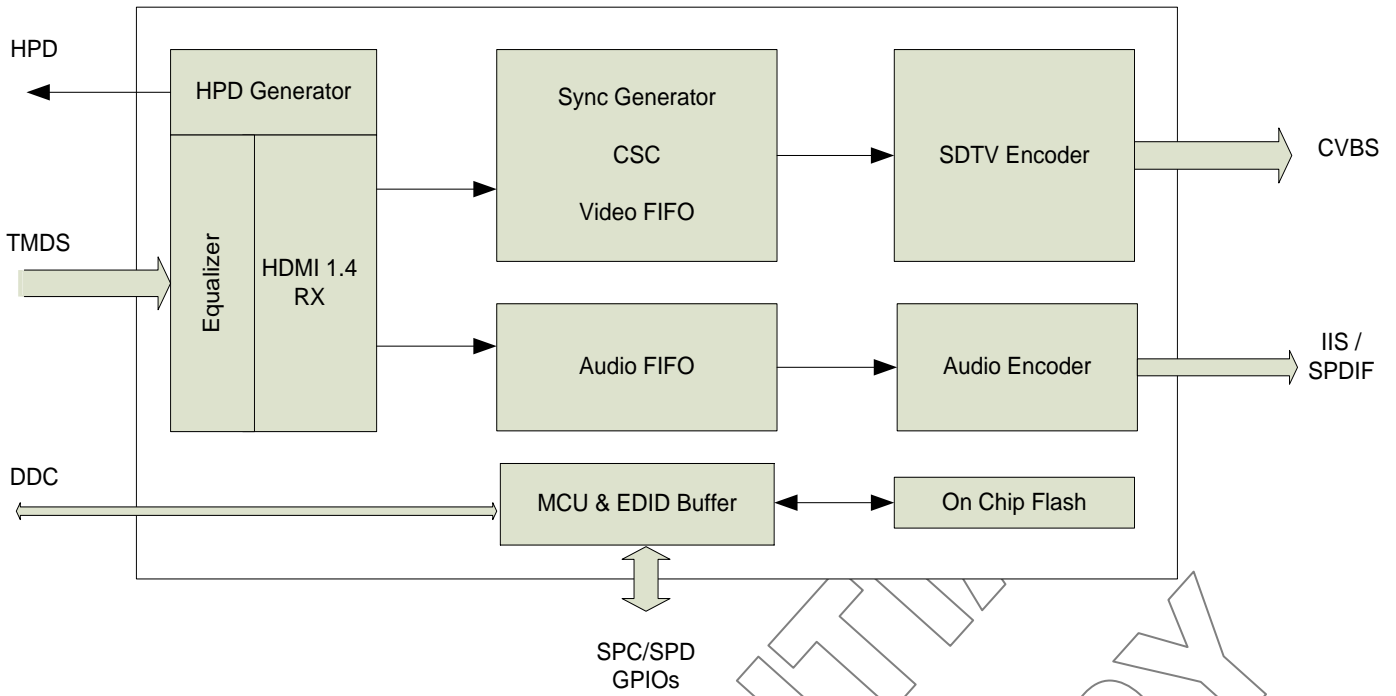 HPD
HPD Generator
Sync Generator
CSC
Video FIFO
SDTV Encoder
CVBS
TMDS
Equalizer
HDMI 1.4
RX
Audio FIFO
Audio Encoder
IIS /
SPDIF
DDC
MCU & EDID Buffer
On Chip Flash
SPC/SPD
GPIOs